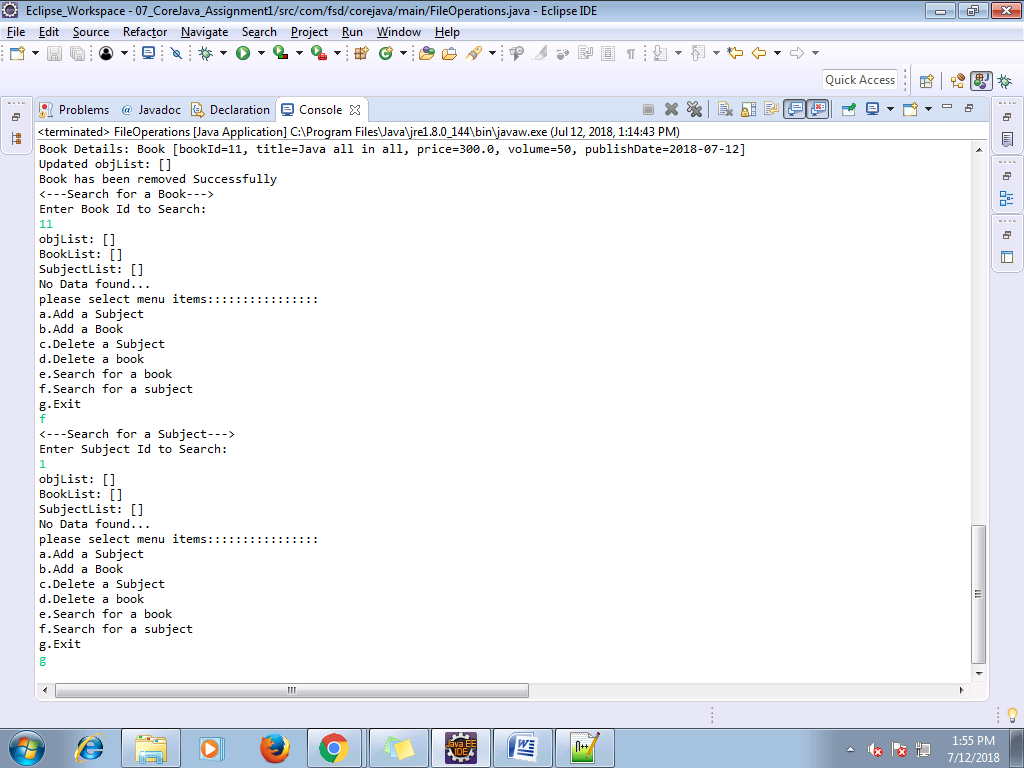 Eclipse_Workspace - 07_CoreJava_Assignment1/src/com/fsd/corejava/main/FileOperations.java - Eclipse IDE
File Edit Source Refactor Navigate Search Project Run Window Help
Quick Access
Problems @ Javadoc Declaration Console
<terminated> FileOperations [Java Application] C:\Program Files\Java\jre1.8.0_144\bin\javaw.exe (Jul 12, 2018, 1:14:43 PM)
Book Details: Book [bookId=11, title=Java all in all, price=300.0, volume=50, publishDate=2018-07-12]
Updated objList: []
Book has been removed Successfully
<---Search for a Book--->
Enter Book Id to Search:
11
objList: []
BookList: []
SubjectList: []
No Data found...
please select menu items::::::::::::::::
a.Add a Subject
b.Add a Book
c.Delete a Subject
d.Delete a book
e.Search for a book
f.Search for a subject
g.Exit
f
<---Search for a Subject--->
Enter Subject Id to Search:
1
objList: []
BookList: []
SubjectList: []
No Data found...
please select menu items::::::::::::::::
a.Add a Subject
b.Add a Book
c.Delete a Subject
d.Delete a book
e.Search for a book
f.Search for a subject
g.Exit
g
Java EE
IDE
1:55 PM
7/12/2018